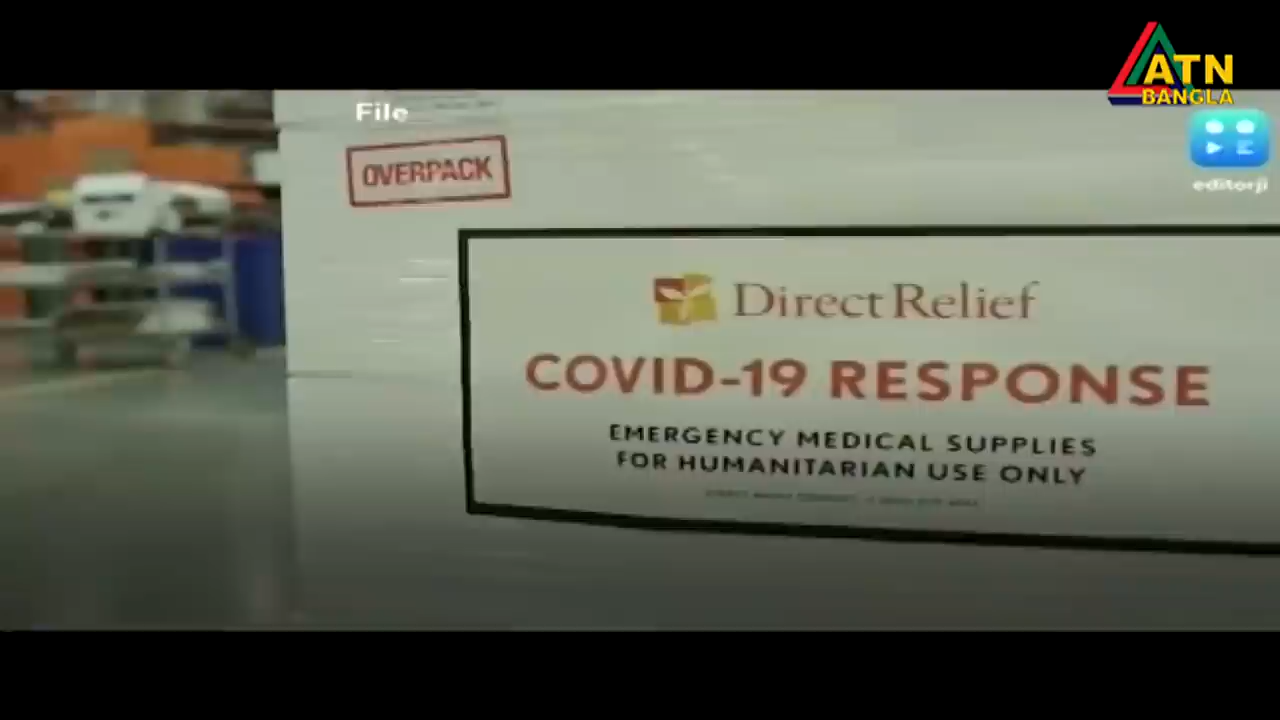 ATN
BANGLA
File
editorji
OVERPACK
Direct Relief
COVID-19 RESPONSE
EMERGENCY MEDICAL SUPPLIES
FOR HUMANITARIAN USE ONLY